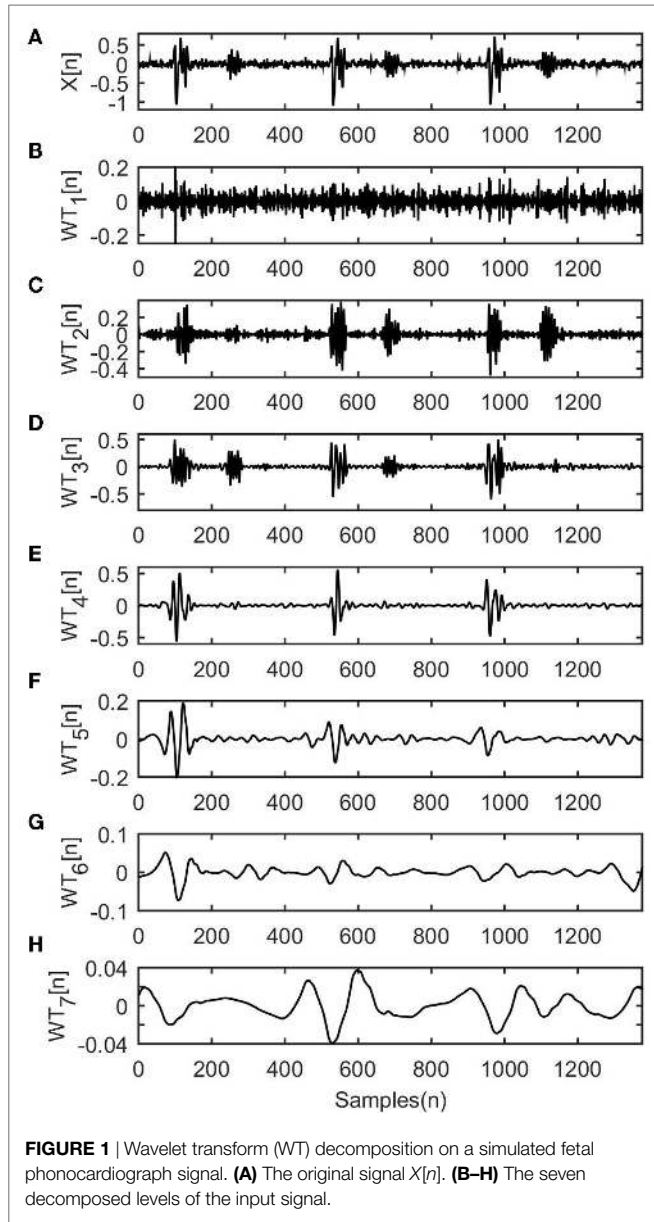 A
X[n]
0.5
0
-0.5
-1
0 200 400 600 800 1000 1200
B
WT1[n]
0.2
0
-0.2
0 200 400 600 800 1000 1200
C
WT2[n]
0.2
0
-0.2
-0.4
0 200 400 600 800 1000 1200
D
WT3[n]
0.5
0
-0.5
0 200 400 600 800 1000 1200
E
WT4[n]
0.5
0
-0.5
0 200 400 600 800 1000 1200
F
WT5[n]
0.2
0
-0.2
0 200 400 600 800 1000 1200
G
WT6[n]
0.1
0
-0.1
0 200 400 600 800 1000 1200
H
WT7[n]
0.04
0
-0.04
0 200 400 600 800 1000 1200
Samples(n)
FIGURE 1 | Wavelet transform (WT) decomposition on a simulated fetal
phonocardiograph signal. (A) The original signal X[n]. (B–H) The seven
decomposed levels of the input signal.